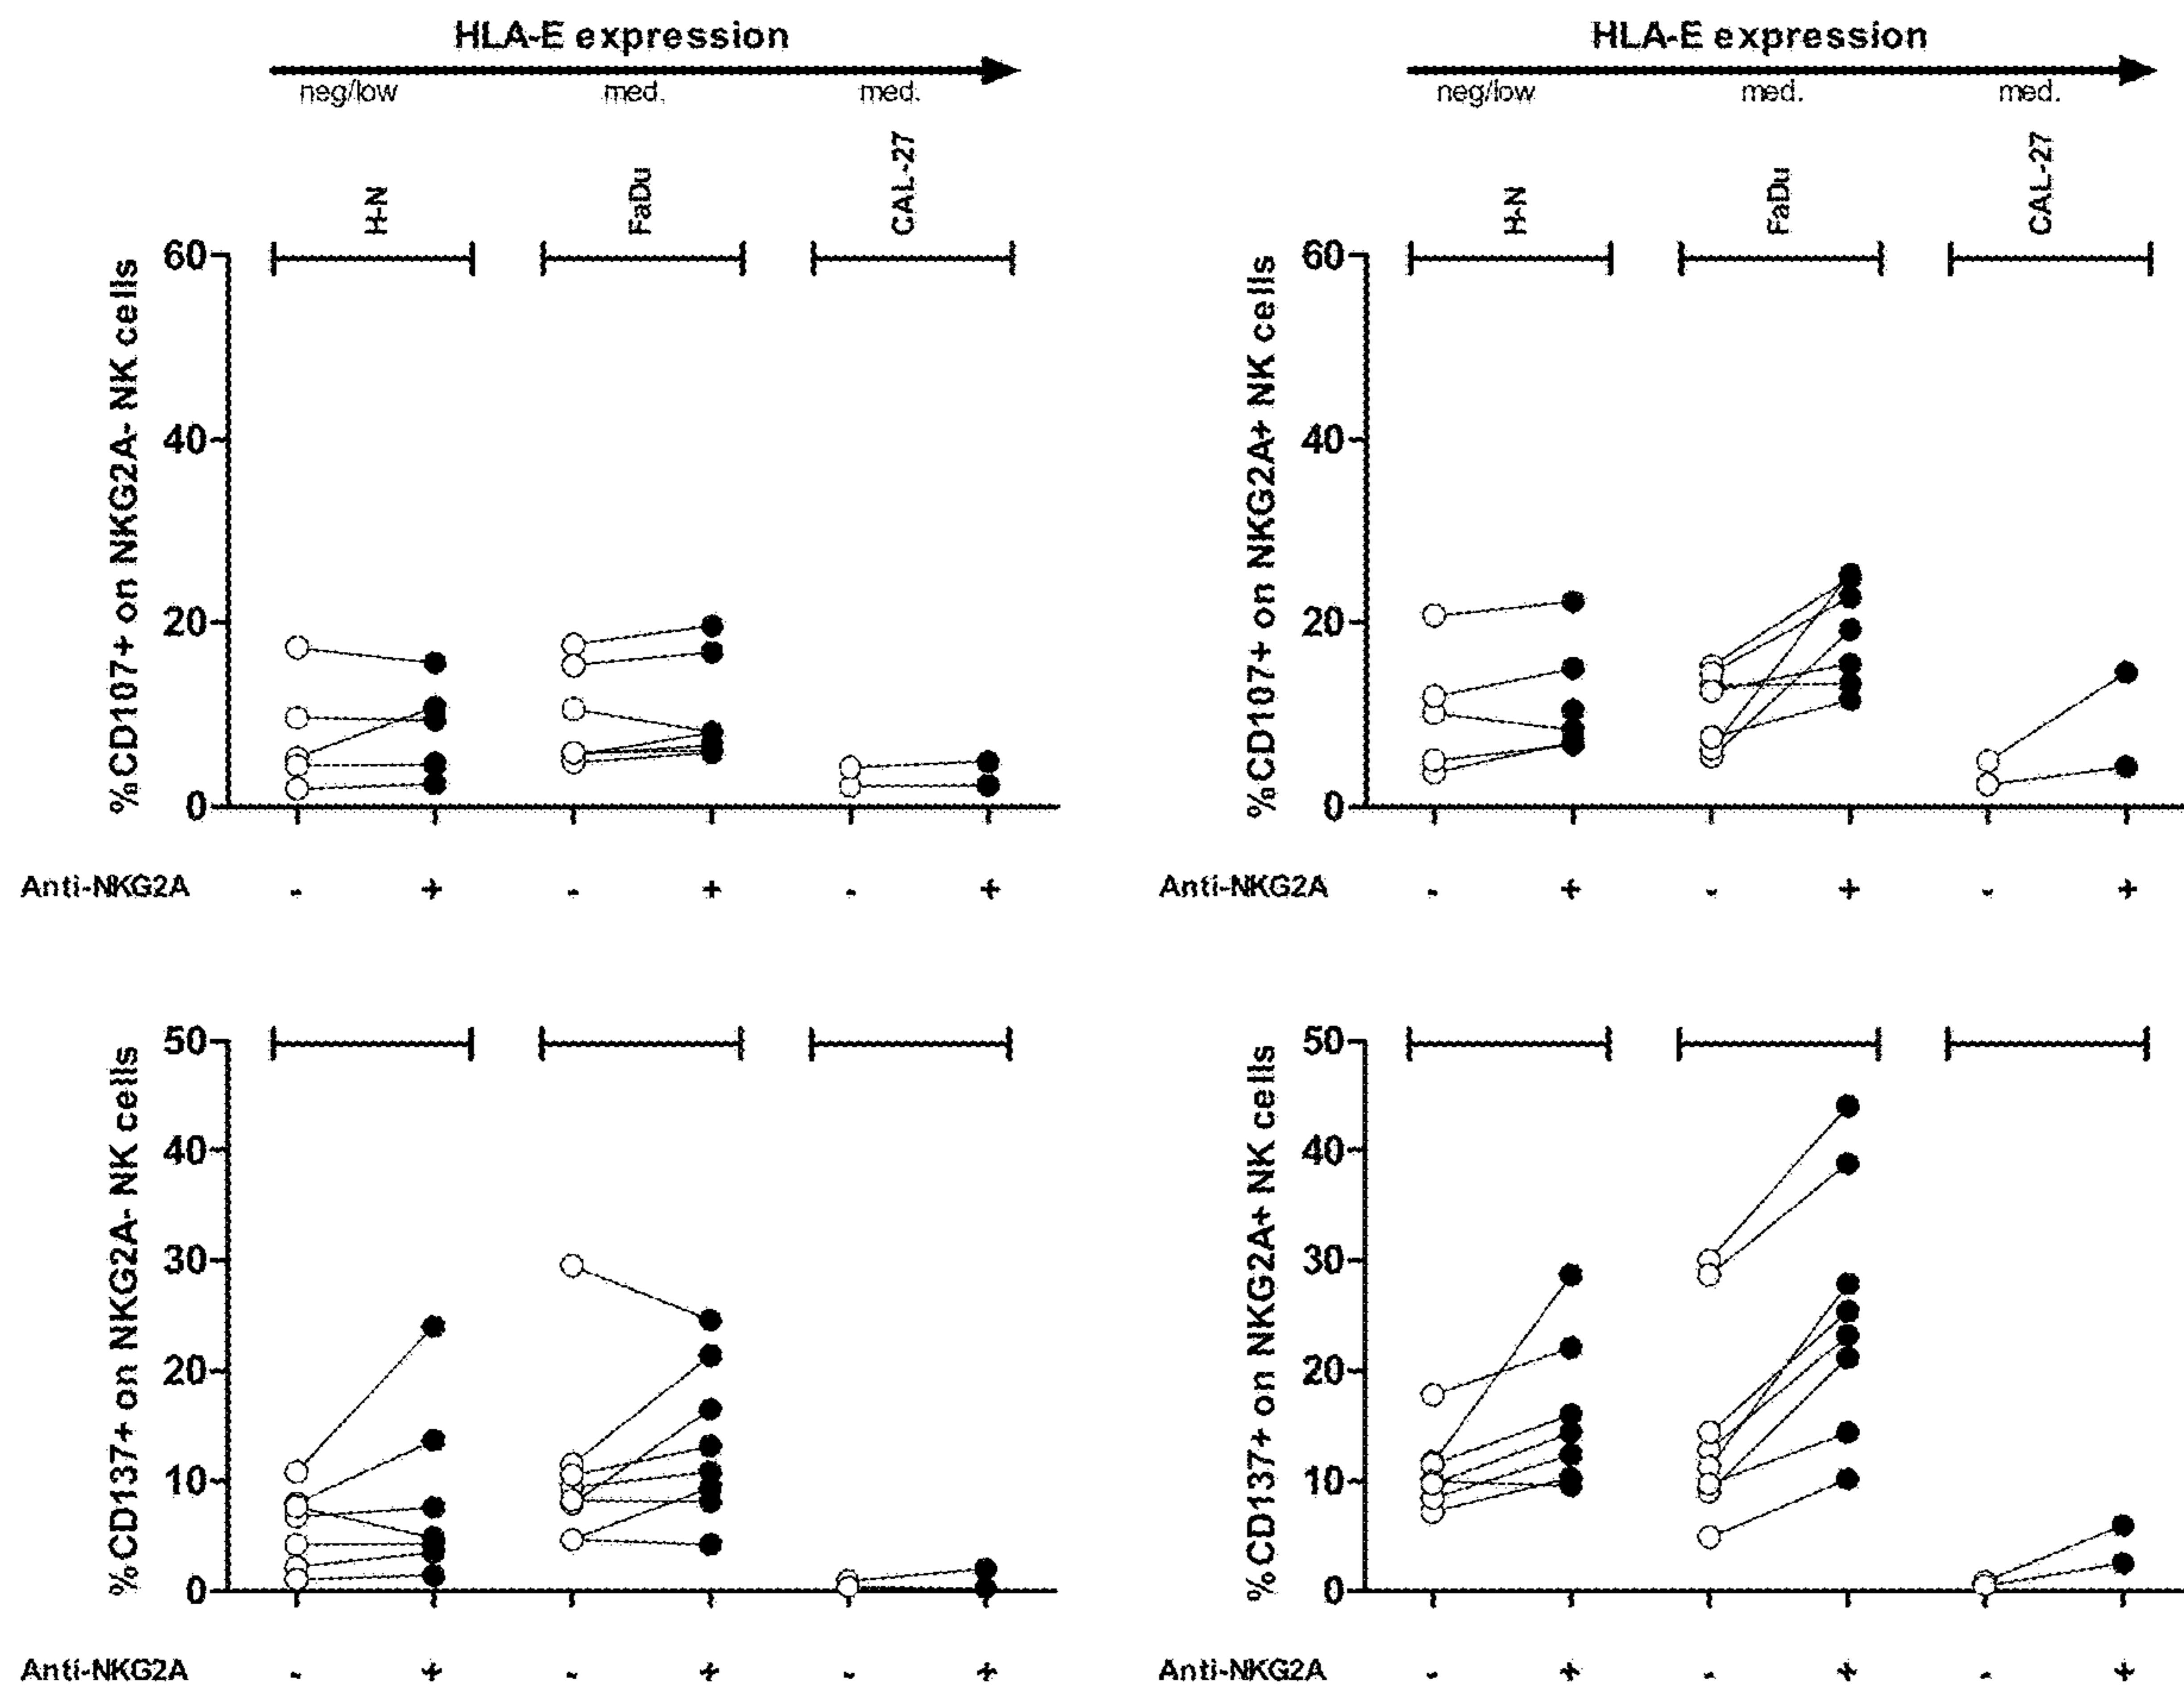 HLA-E expression
neg/low med. med.
H-N FaDu CAL-27
%CD107+ on NKG2A- NK cells
60
40
20
0
Anti-NKG2A - + - + - +
HLA-E expression
neg/low med. med.
H-N FaDu CAL-27
%CD107+ on NKG2A+ NK cells
60
40
20
0
Anti-NKG2A - + - + - +
%CD137+ on NKG2A- NK cells
50
40
30
20
10
0
Anti-NKG2A - + - + - +
%CD137+ on NKG2A+ NK cells
50
40
30
20
10
0
Anti-NKG2A - + - + - +